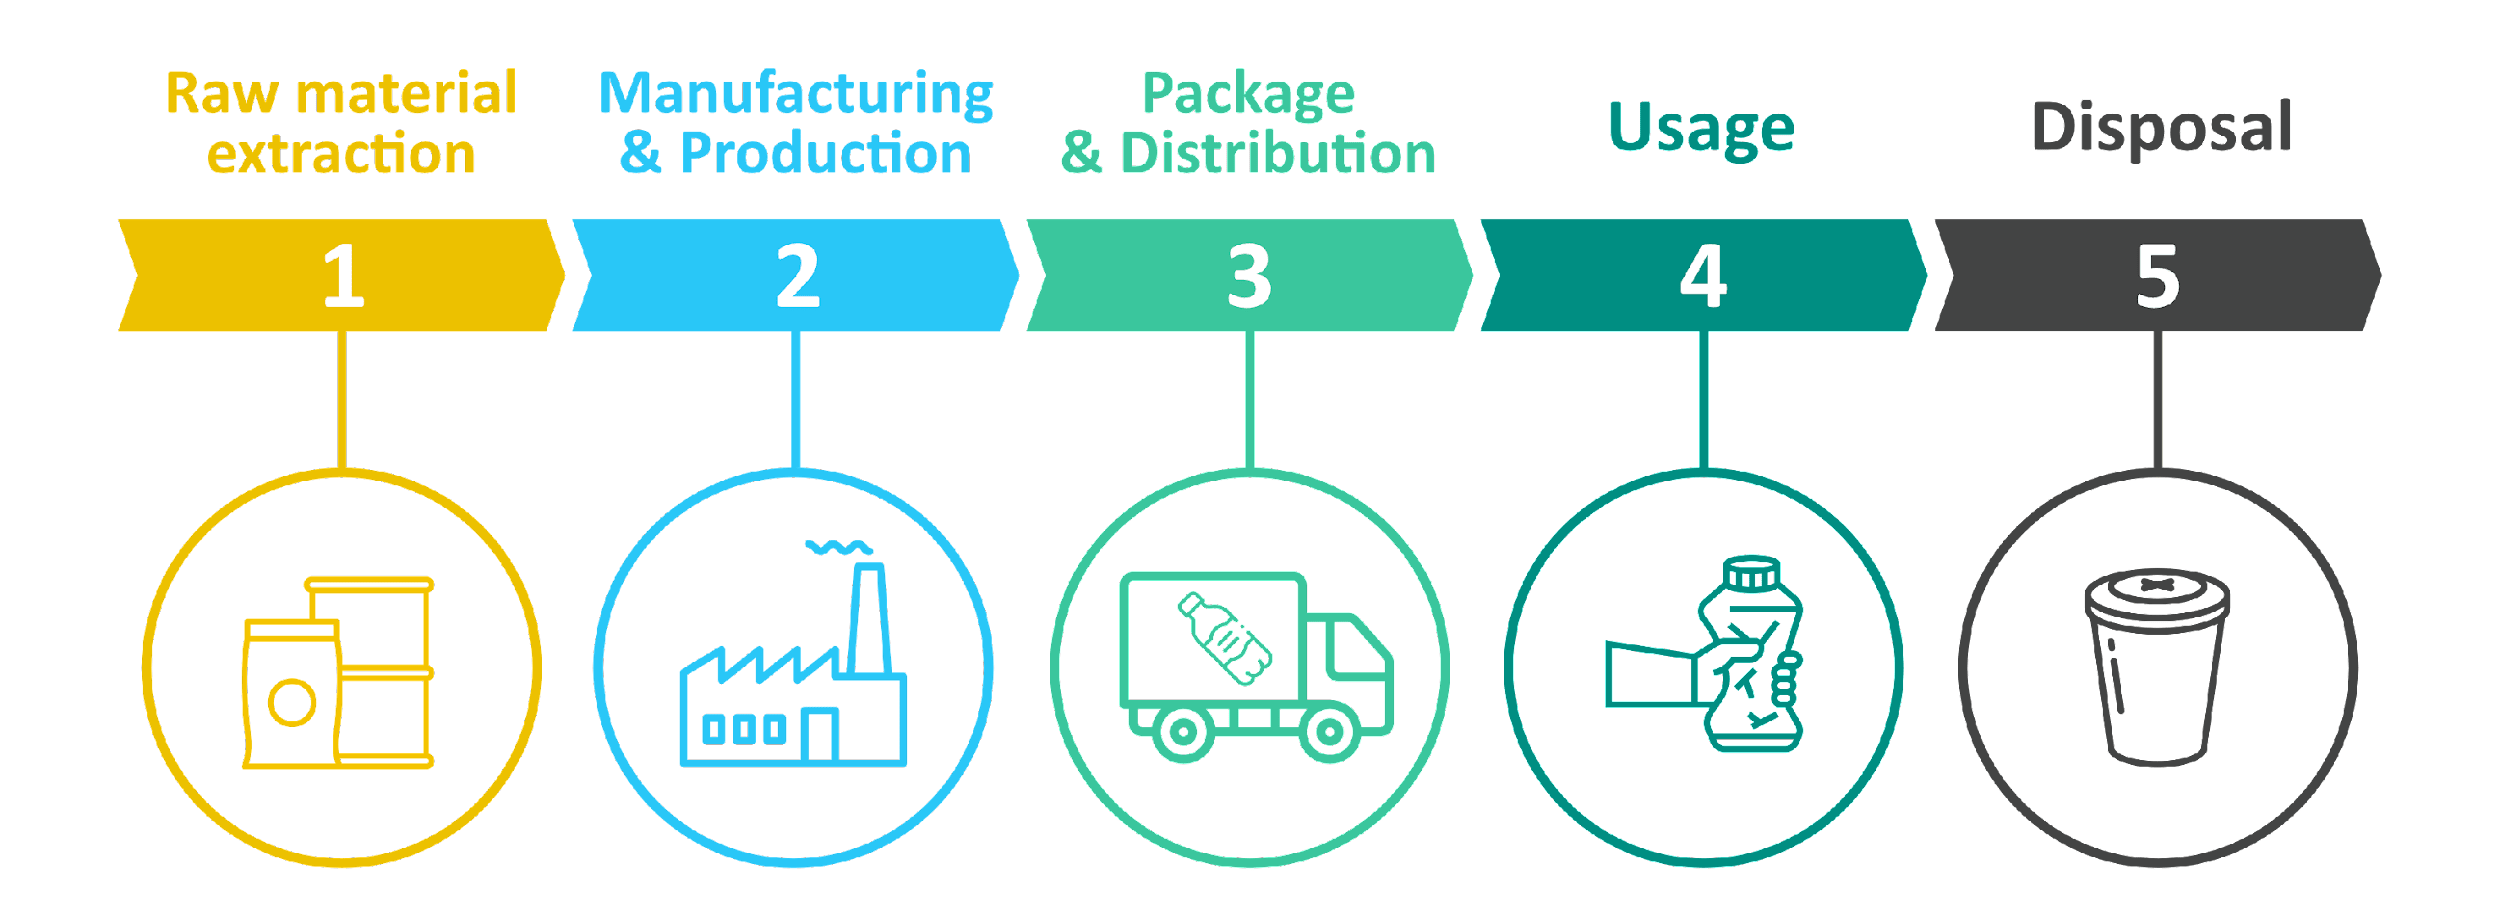 Raw material
extraction
Manufacturing
& Production
Package
& Distribution
Usage
Disposal
1
2
3
4
5